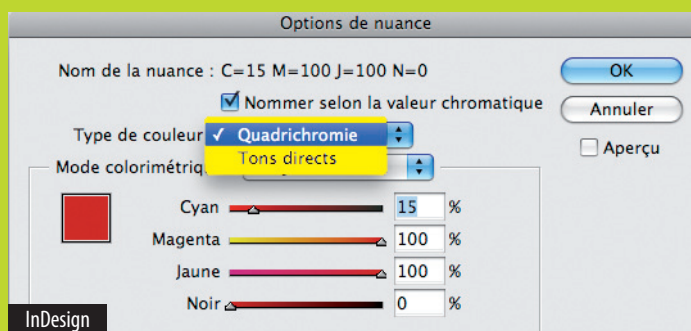 Options de nuance
Nom de la nuance : C=15 M=100 J=100 N=0
OK
Nommer selon la valeur chromatique
Annuler
Type de couleur ✓ Quadrichromie
Aperçu
Tons directs
Mode colorimétriq
Cyan 15 %
Magenta 100 %
Jaune 100 %
Noir 0 %
InDesign